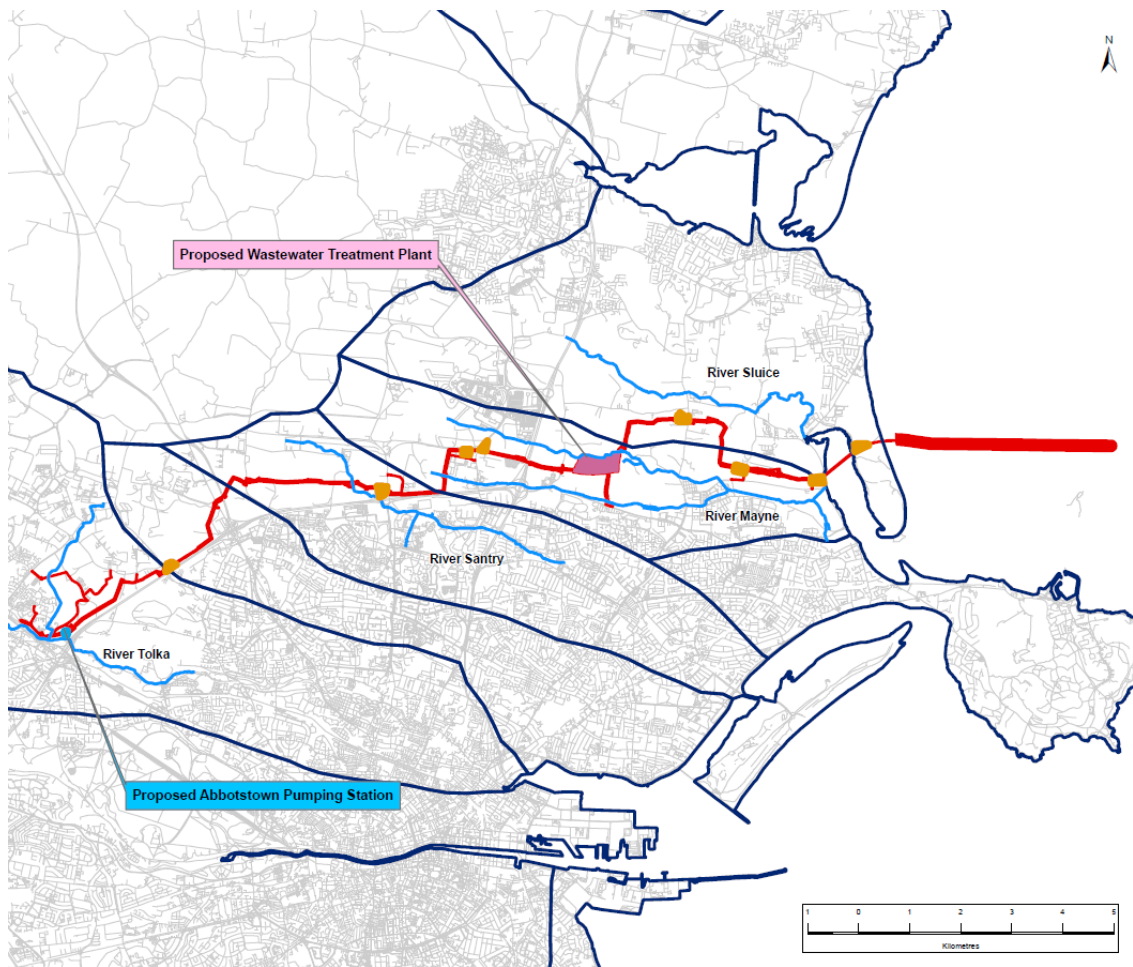 N
Proposed Wastewater Treatment Plant
River Sluice
River Mayne
River Santry
River Tolka
Proposed Abbotstown Pumping Station
1 0 1 2 3 4 5
Kilometres